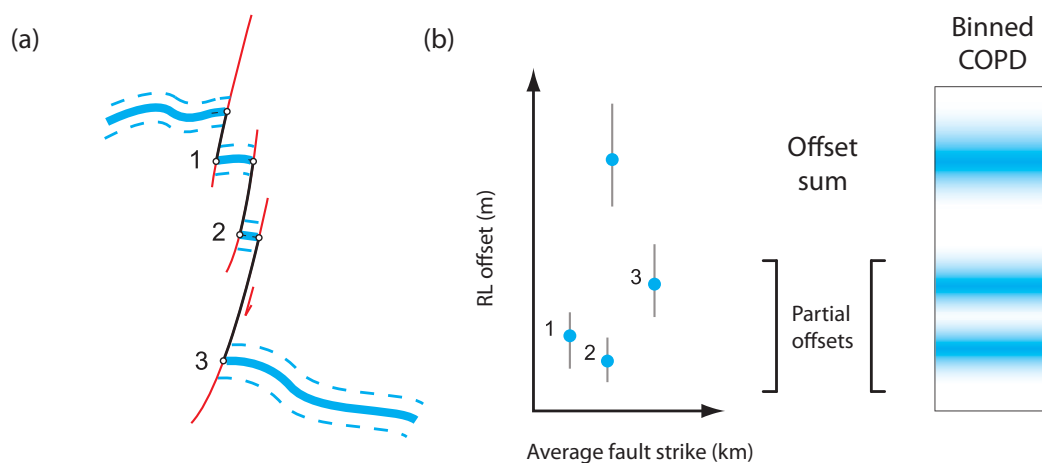 (a)
1
2
3
(b)
RL offset (m)
1
2
3
Average fault strike (km)
Offset
sum
Partial
offsets
Binned
COPD